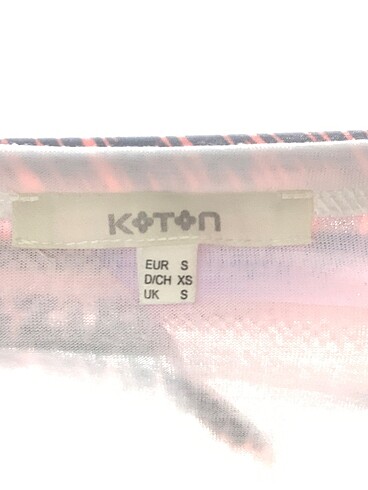 KOTON
EUR S
D/CH XS
UK S